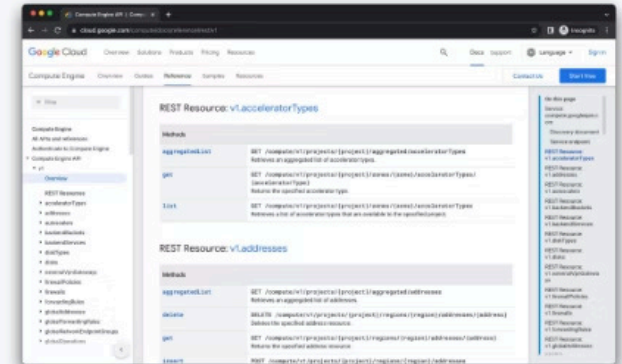 Compute Engine API | Comp...
cloud.google.com/compute/docs/reference/rest/v1
Incognito
Google Cloud
Overview Solutions Products Pricing Resources
Docs Support
Language
Sign in
Compute Engine
Overview Guides Reference Samples Resources
Contact Us
Start free
Filter
Compute Engine
All APIs and references
Authenticate to Compute Engine
Compute Engine API
v1
Overview
REST Resources
acceleratorTypes
addresses
autoscalers
backendBuckets
backendServices
diskTypes
disks
externalVpnGateways
firewallPolicies
firewalls
forwardingRules
globalAddresses
globalForwardingRules
globalNetworkEndpointGroups
globalOperations
REST Resource: v1.acceleratorTypes
Methods
aggregatedList
GET /compute/v1/projects/{project}/aggregated/acceleratorTypes
Retrieves an aggregated list of accelerator types.
get
GET /compute/v1/projects/{project}/zones/{zone}/acceleratorTypes/
{acceleratorType}
Returns the specified accelerator type.
list
GET /compute/v1/projects/{project}/zones/{zone}/acceleratorTypes
Retrieves a list of accelerator types that are available to the specified project.
REST Resource: v1.addresses
Methods
aggregatedList
GET /compute/v1/projects/{project}/aggregated/addresses
Retrieves an aggregated list of addresses.
delete
DELETE /compute/v1/projects/{project}/regions/{region}/addresses/{address}
Deletes the specified address resource.
get
GET /compute/v1/projects/{project}/regions/{region}/addresses/{address}
Returns the specified address resource.
insert
POST /compute/v1/projects/{project}/regions/{region}/addresses
On this page
Service:
compute.googleapis.c
om
Discovery document
Service endpoint
REST Resource:
v1.acceleratorTypes
REST Resource:
v1.addresses
REST Resource:
v1.autoscalers
REST Resource:
v1.backendBuckets
REST Resource:
v1.backendServices
REST Resource:
v1.diskTypes
REST Resource:
v1.disks
REST Resource:
v1.externalVpnGatewa
ys
REST Resource:
v1.firewallPolicies
REST Resource:
v1.firewalls
REST Resource:
v1.forwardingRules
REST Resource:
v1.globalAddresses